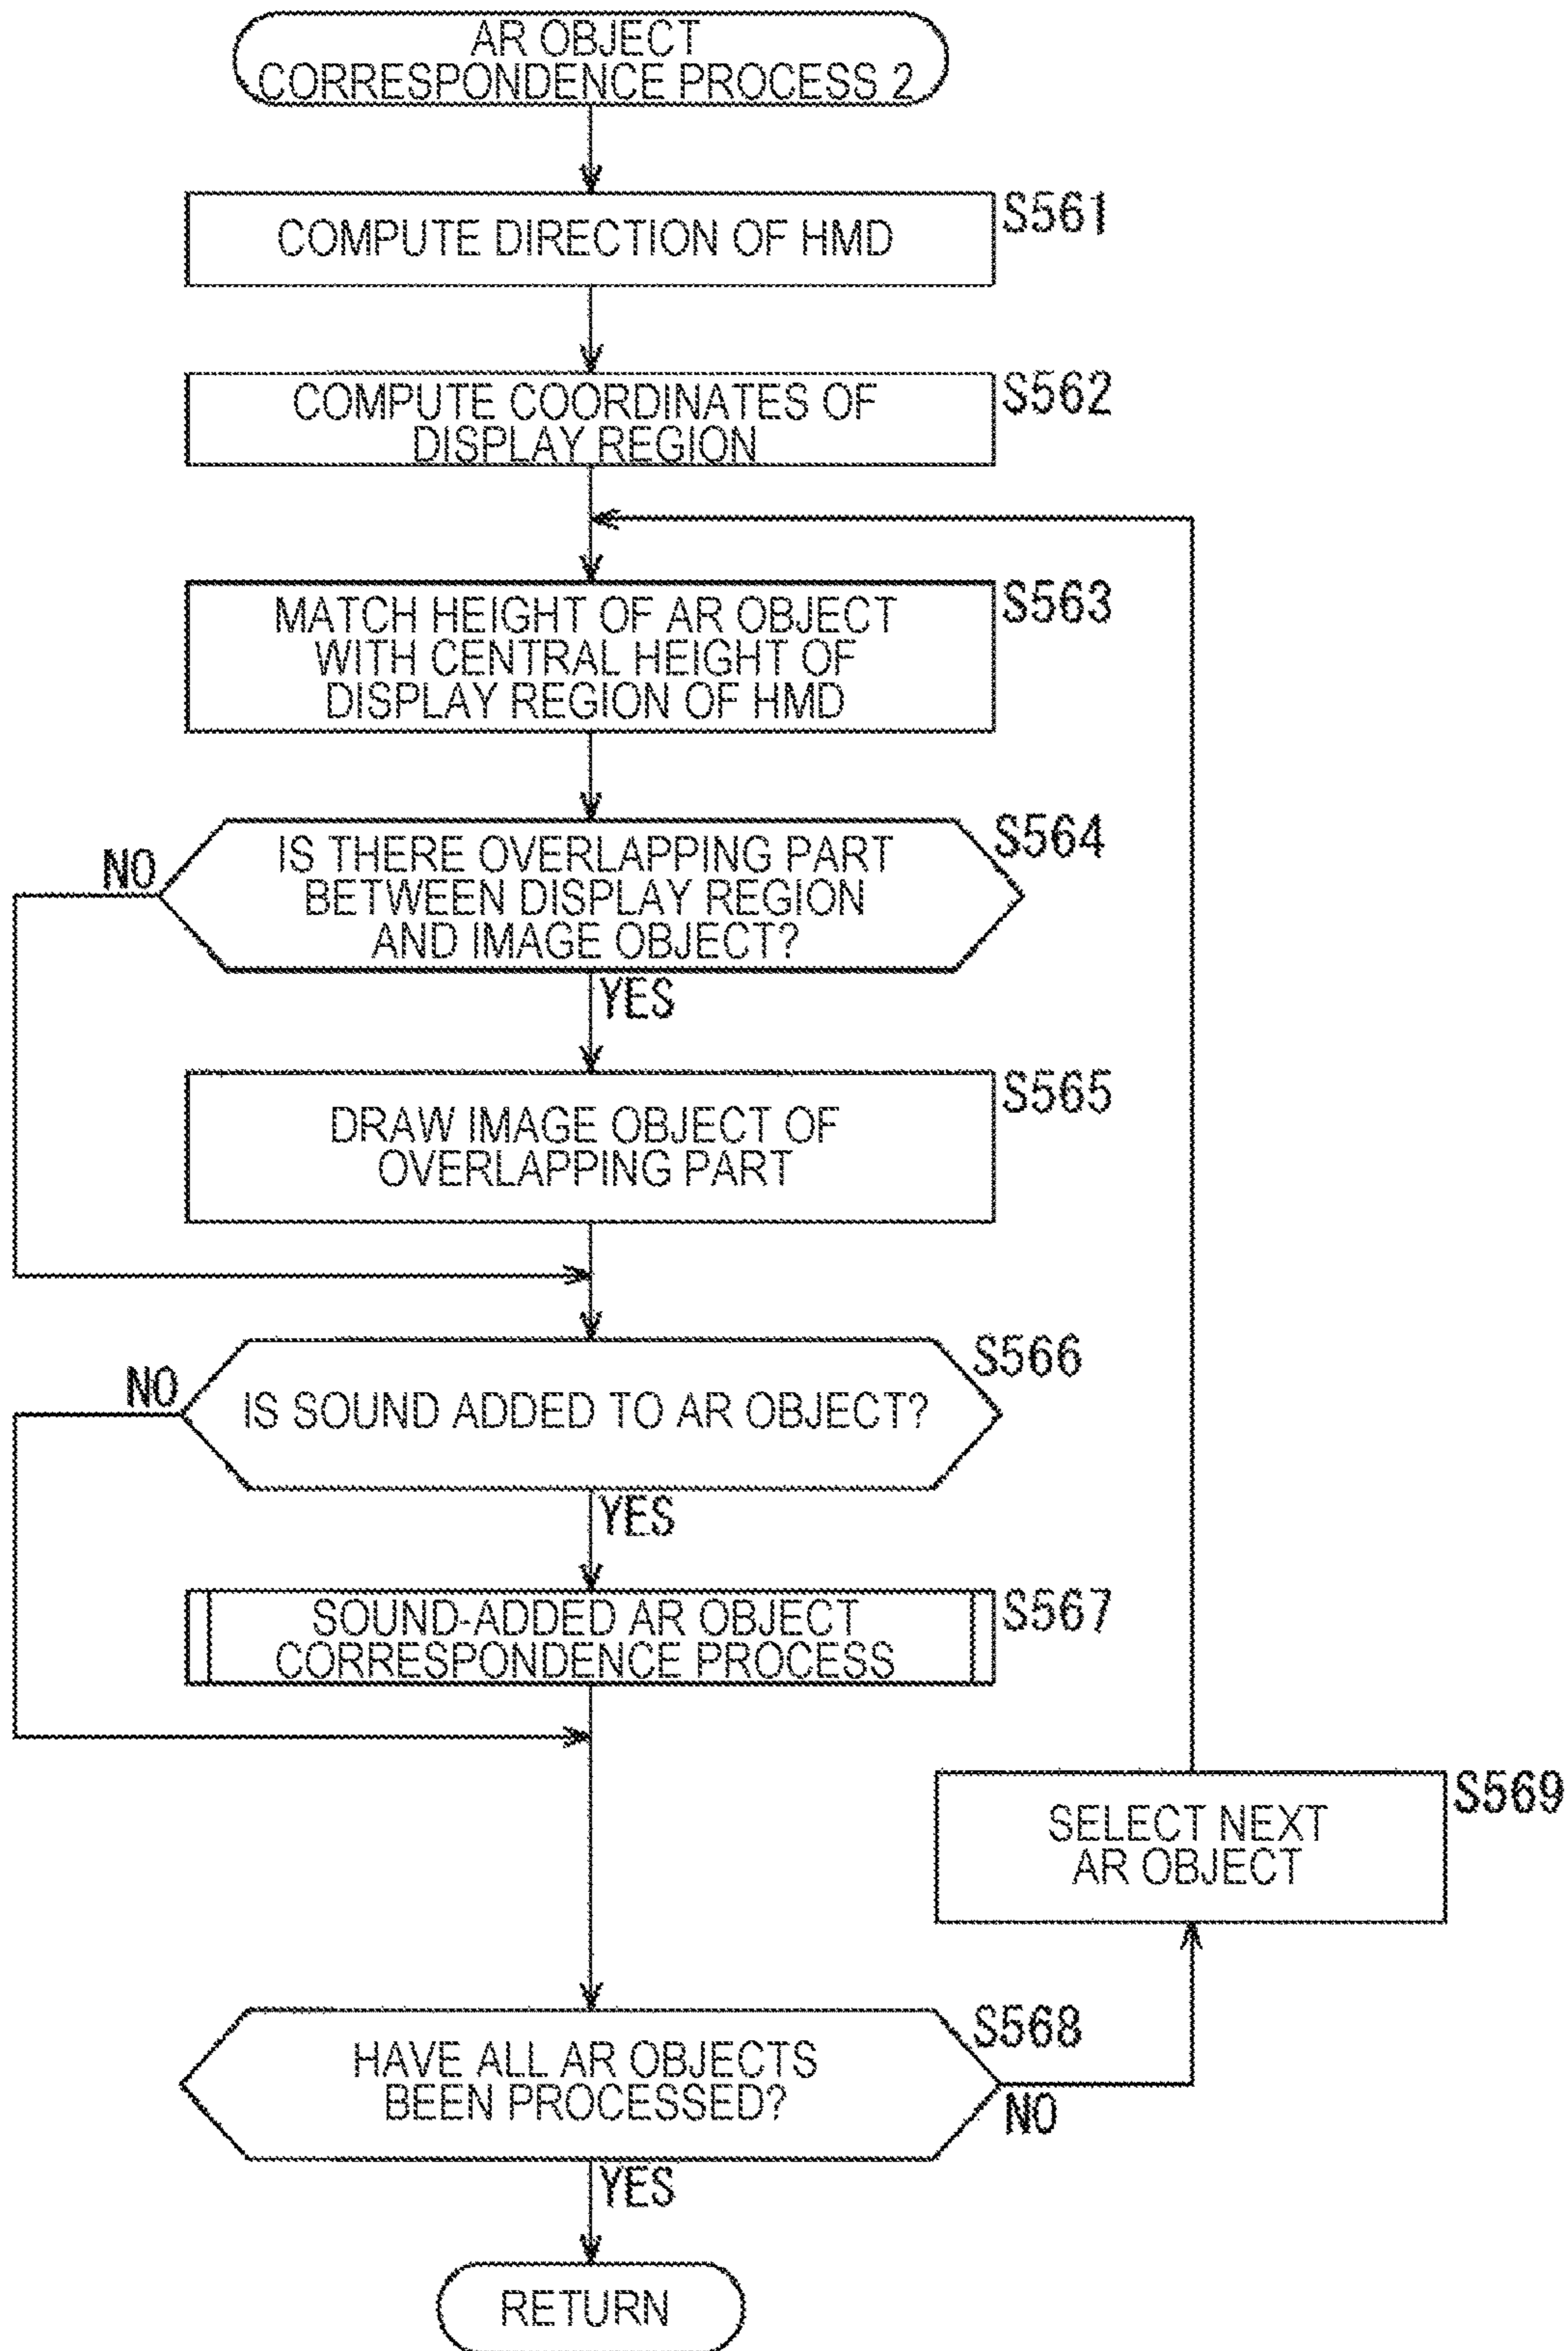 AR OBJECT
CORRESPONDENCE PROCESS 2
COMPUTE DIRECTION OF HMD
S561
COMPUTE COORDINATES OF
DISPLAY REGION
S562
MATCH HEIGHT OF AR OBJECT
WITH CENTRAL HEIGHT OF
DISPLAY REGION OF HMD
S563
IS THERE OVERLAPPING PART
BETWEEN DISPLAY REGION
AND IMAGE OBJECT?
S564
NO
YES
DRAW IMAGE OBJECT OF
OVERLAPPING PART
S565
IS SOUND ADDED TO AR OBJECT?
S566
NO
YES
SOUND-ADDED AR OBJECT
CORRESPONDENCE PROCESS
S567
SELECT NEXT
AR OBJECT
S569
HAVE ALL AR OBJECTS
BEEN PROCESSED?
S568
NO
YES
RETURN